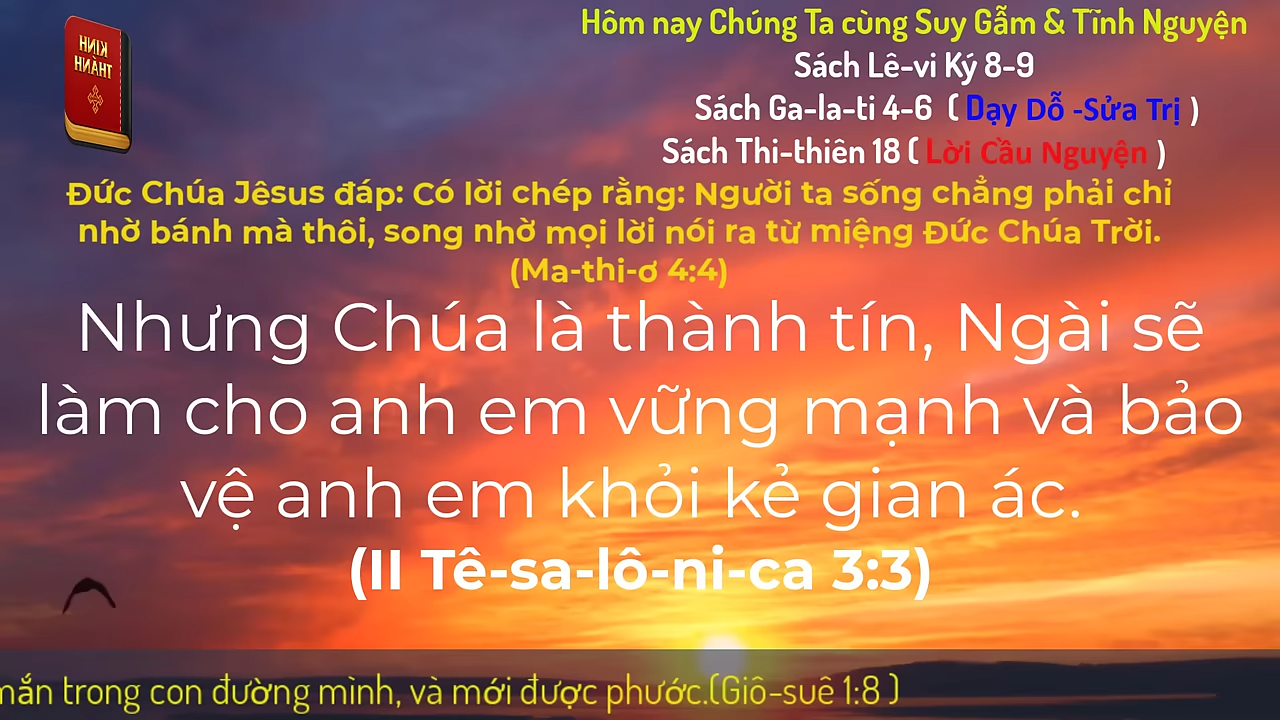 KINH
THÁNH
Hôm nay Chúng Ta cùng Suy Gẫm & Tĩnh Nguyện
Sách Lê-vi Ký 8-9
Sách Ga-la-ti 4-6 ( Dạy Dỗ -Sửa Trị )
Sách Thi-thiên 18 ( Lời Cầu Nguyện )
Đức Chúa Jêsus đáp: Có lời chép rằng: Người ta sống chẳng phải chỉ
nhờ bánh mà thôi, song nhờ mọi lời nói ra từ miệng Đức Chúa Trời.
(Ma-thi-ơ 4:4)
Nhưng Chúa là thành tín, Ngài sẽ
làm cho anh em vững mạnh và bảo
vệ anh em khỏi kẻ gian ác.
(II Tê-sa-lô-ni-ca 3:3)
trong con đường mình, và mới được phước.(Giô-suê 1:8 )